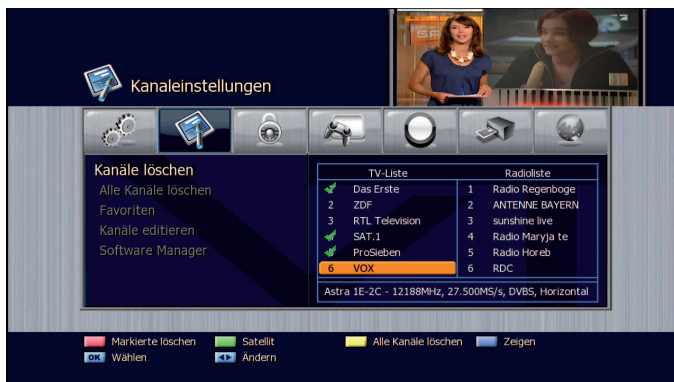 Kanaleinstellungen
Kanäle löschen
Alle Kanäle löschen
Favoriten
Kanäle editieren
Software Manager
TV-Liste Radioliste
Das Erste 1 Radio Regenboge
2 ZDF 2 ANTENNE BAYERN
3 RTL Television 3 sunshine live
SAT.1 4 Radio Maryja te
ProSieben 5 Radio Horeb
6 VOX 6 RDC
Astra 1E-2C - 12188MHz, 27.500MS/s, DVBS, Horizontal
Markierte löschen Satellit Alle Kanäle löschen Zeigen
OK Wählen Ändern